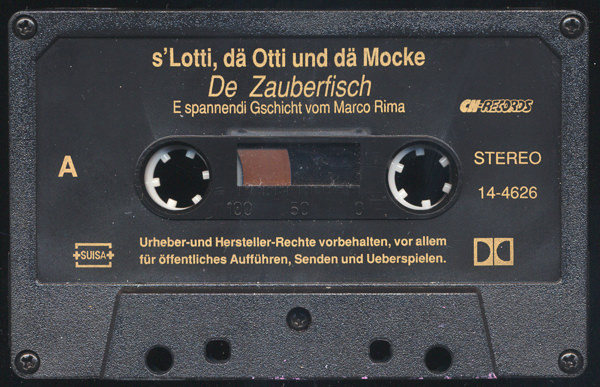 s'Lotti, dä Otti und dä Mocke
De Zauberfisch
E spannendi Gschicht vom Marco Rima
CH-RECORDS
A
STEREO
14-4626
100 50 0
+SUISA+
Urheber-und Hersteller-Rechte vorbehalten, vor allem
für öffentliches Aufführen, Senden und Ueberspielen.